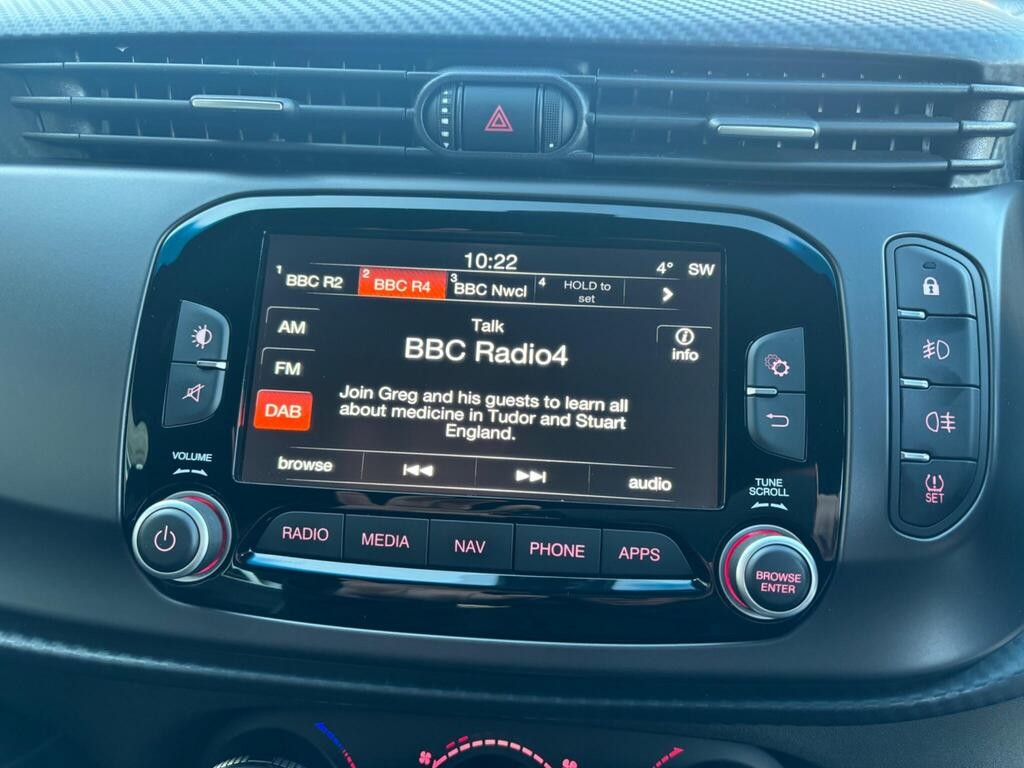 10:22
4° SW
1 BBC R2 2 BBC R4 3 BBC Nwcl 4 HOLD to set
AM
Talk
BBC Radio4
info
FM
DAB
Join Greg and his guests to learn all
about medicine in Tudor and Stuart
England.
browse
audio
VOLUME
TUNE
SCROLL
RADIO MEDIA NAV PHONE APPS
BROWSE
ENTER
SET